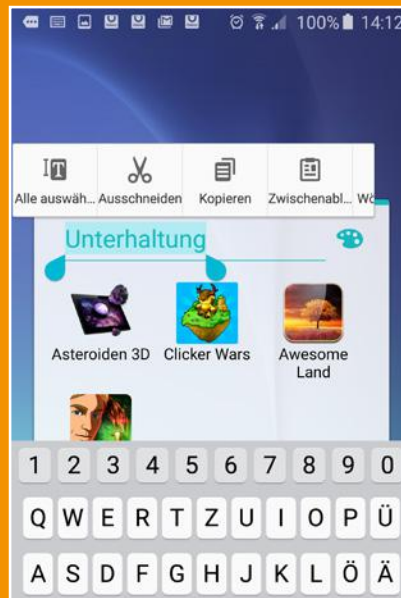 100% 14:12
Alle auswäh... Ausschneiden Kopieren Zwischenabl... Wö
Unterhaltung
Asteroiden 3D Clicker Wars Awesome Land
1 2 3 4 5 6 7 8 9 0
Q W E R T Z U I O P Ü
A S D F G H J K L Ö Ä